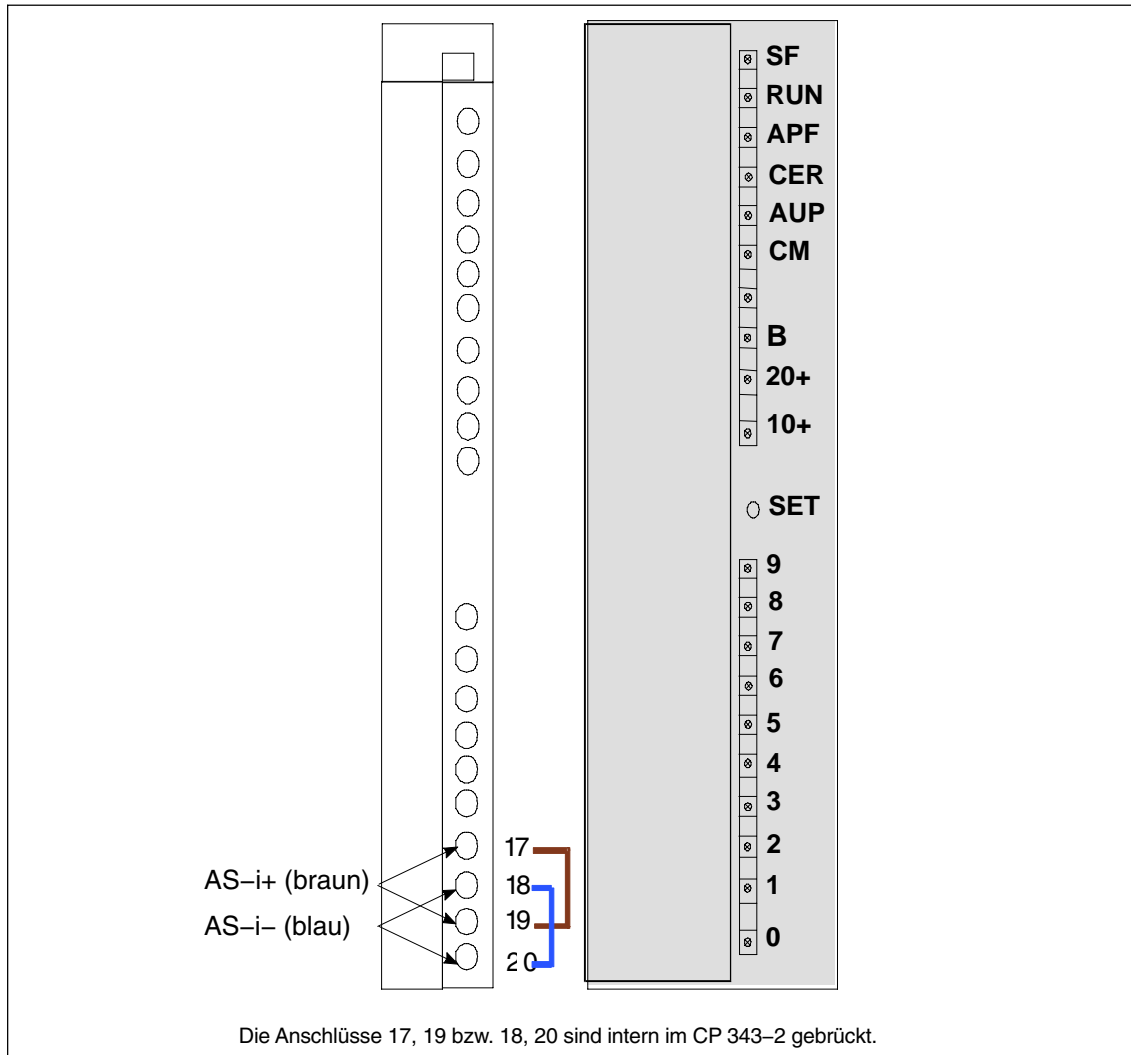 SF
RUN
APF
CER
AUP
CM
B
20+
10+
SET
9
8
7
6
5
4
3
2
1
0
17
18
19
20
AS–i+ (braun)
AS–i– (blau)
Die Anschlüsse 17, 19 bzw. 18, 20 sind intern im CP 343–2 gebrückt.